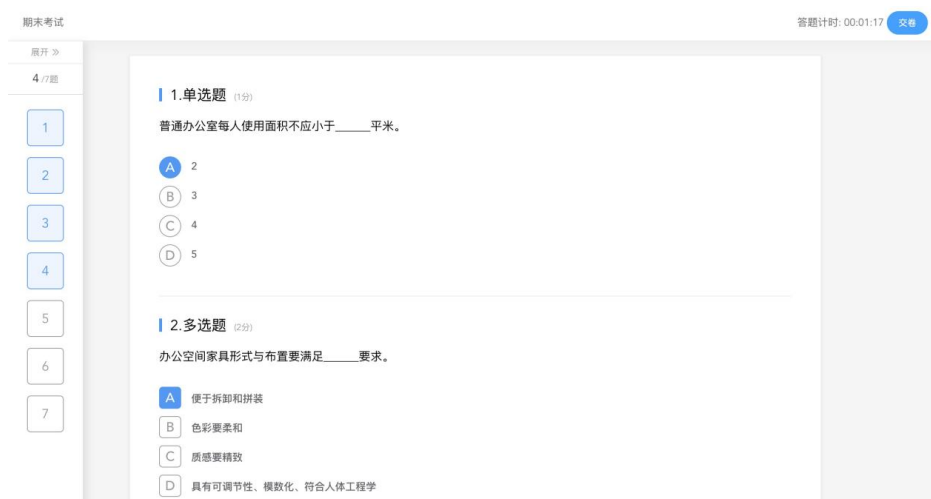 期末考试
答题计时: 00:01:17 交卷
展开 »
4 /7题
1
2
3
4
5
6
7
1.单选题 (1分)
普通办公室每人使用面积不应小于_____平米。
A 2
B 3
C 4
D 5
2.多选题 (2分)
办公空间家具形式与布置要满足_____要求。
A 便于拆卸和拼装
B 色彩要柔和
C 质感要精致
D 具有可调节性、模数化、符合人体工程学